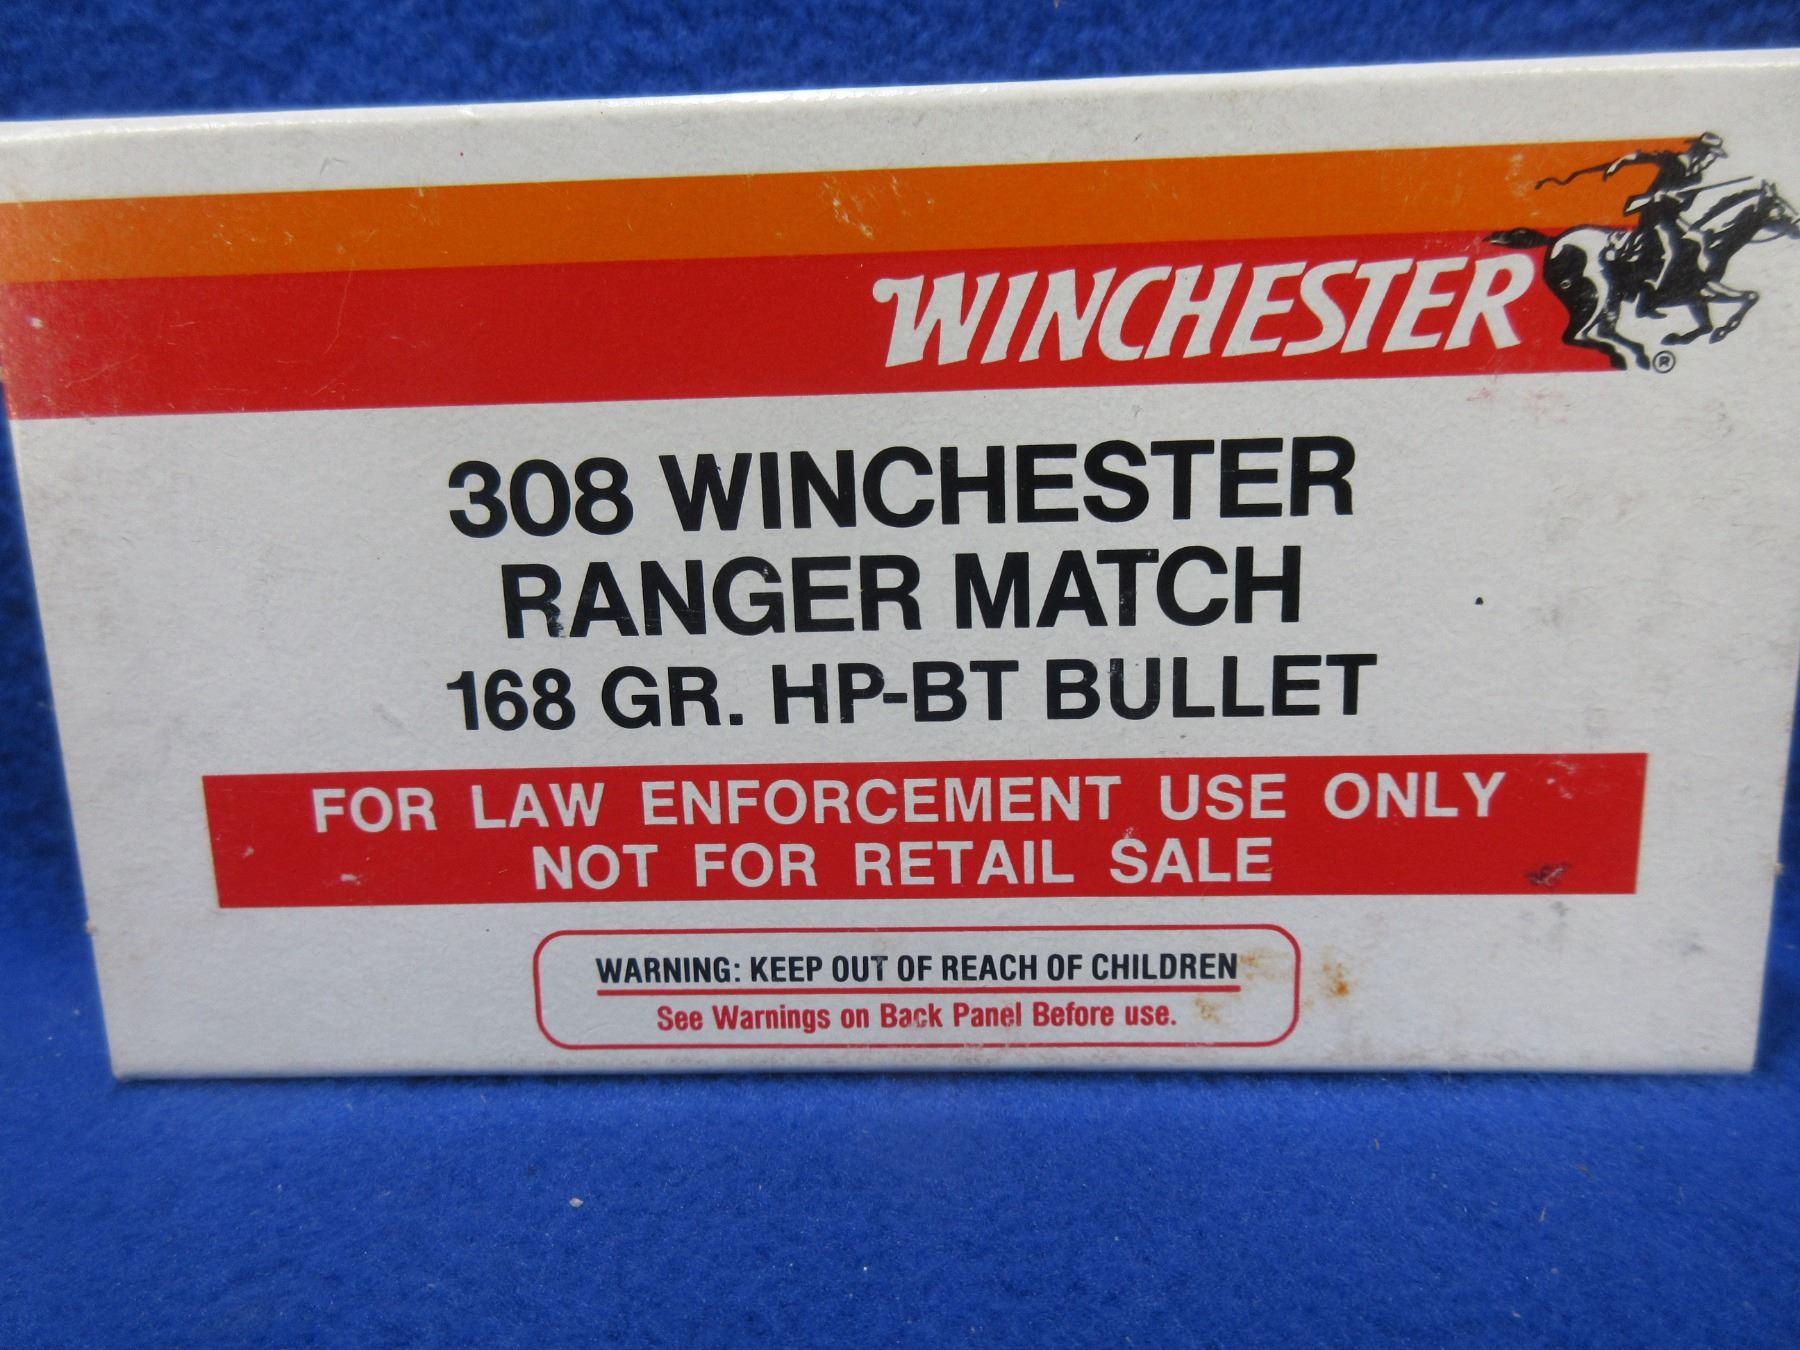 WINCHESTER
®
308 WINCHESTER
RANGER MATCH
168 GR. HP-BT BULLET
FOR LAW ENFORCEMENT USE ONLY
NOT FOR RETAIL SALE
WARNING: KEEP OUT OF REACH OF CHILDREN
See Warnings on Back Panel Before use.